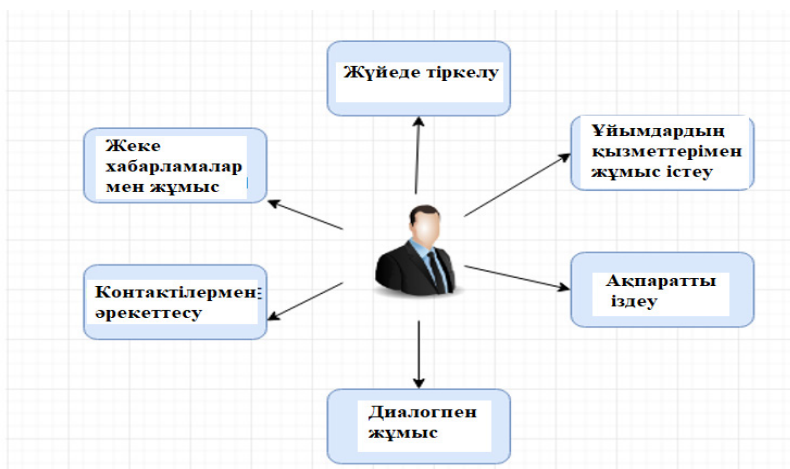 Жүйеде тіркелу
Ұйымдардың
қызметтерімен
жұмыс істеу
Жеке
хабарламалар
мен жұмыс
Ақпаратты
іздеу
Контактілермен
әрекеттесу
Диалогпен
жұмыс